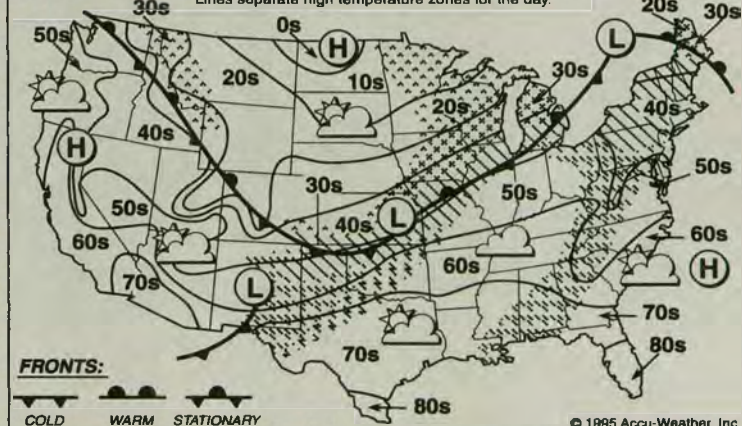 Lines separate high temperature zones for the day.
30s
0s
H
L
20s
30s
50s
20s
10s
30s
20s
40s
40s
H
50s
50s
30s
50s
40s
L
60s
60s
60s
H
70s
L
70s
70s
80s
80s
FRONTS:
COLD
WARM
STATIONARY
© 1995 Accu-Weather, Inc.